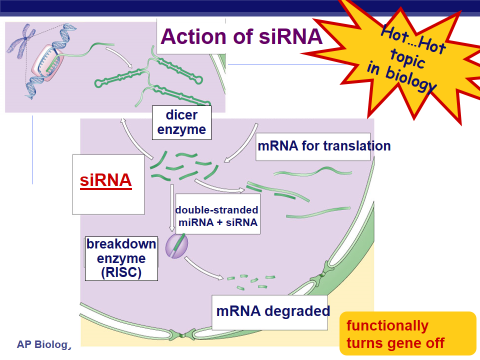 Action of siRNA
Hot…Hot
topic
in biology
dicer
enzyme
mRNA for translation
siRNA
double-stranded
miRNA + siRNA
breakdown
enzyme
(RISC)
mRNA degraded
functionally
turns gene off
AP Biology